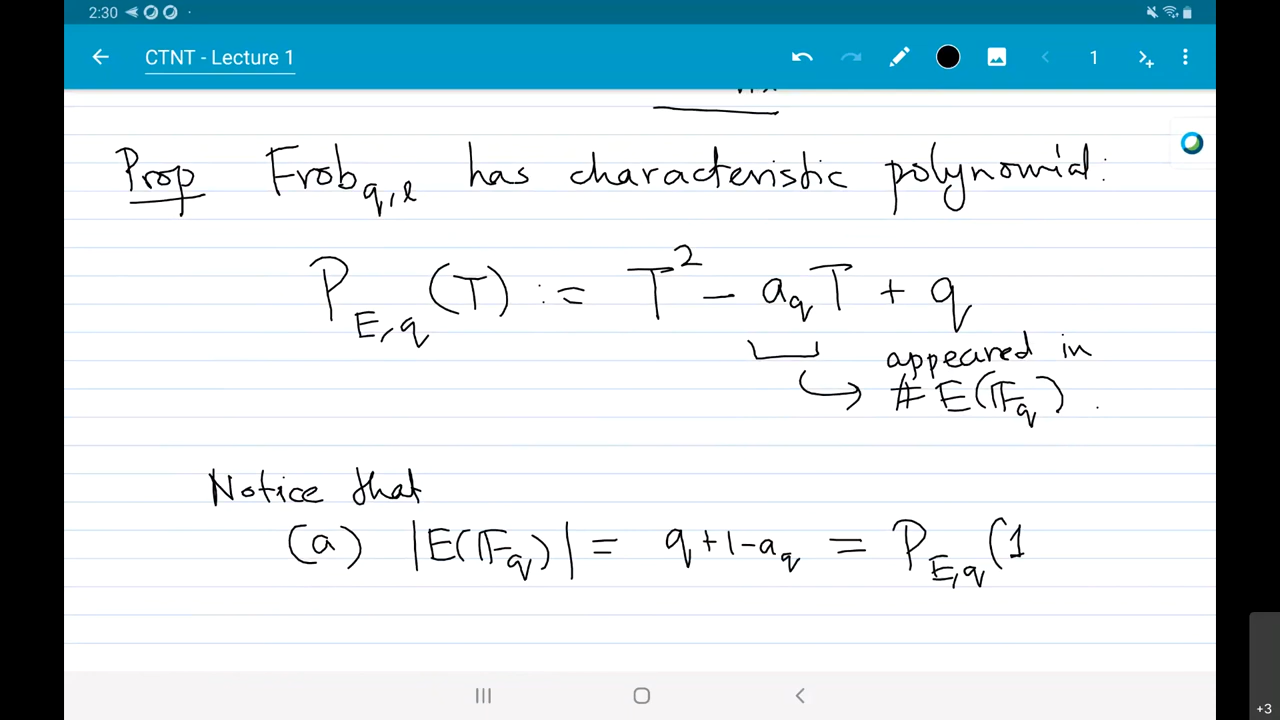 2:30
CTNT - Lecture 1
1
Prop Frob_{q,ℓ} has characteristic polynomial:
P_{E,q}(T) := T² - a_q T + q
appeared in
# E(𝔽_q).
Notice that
(a) |E(𝔽_q)| = q+1-a_q = P_{E,q}(1
+3